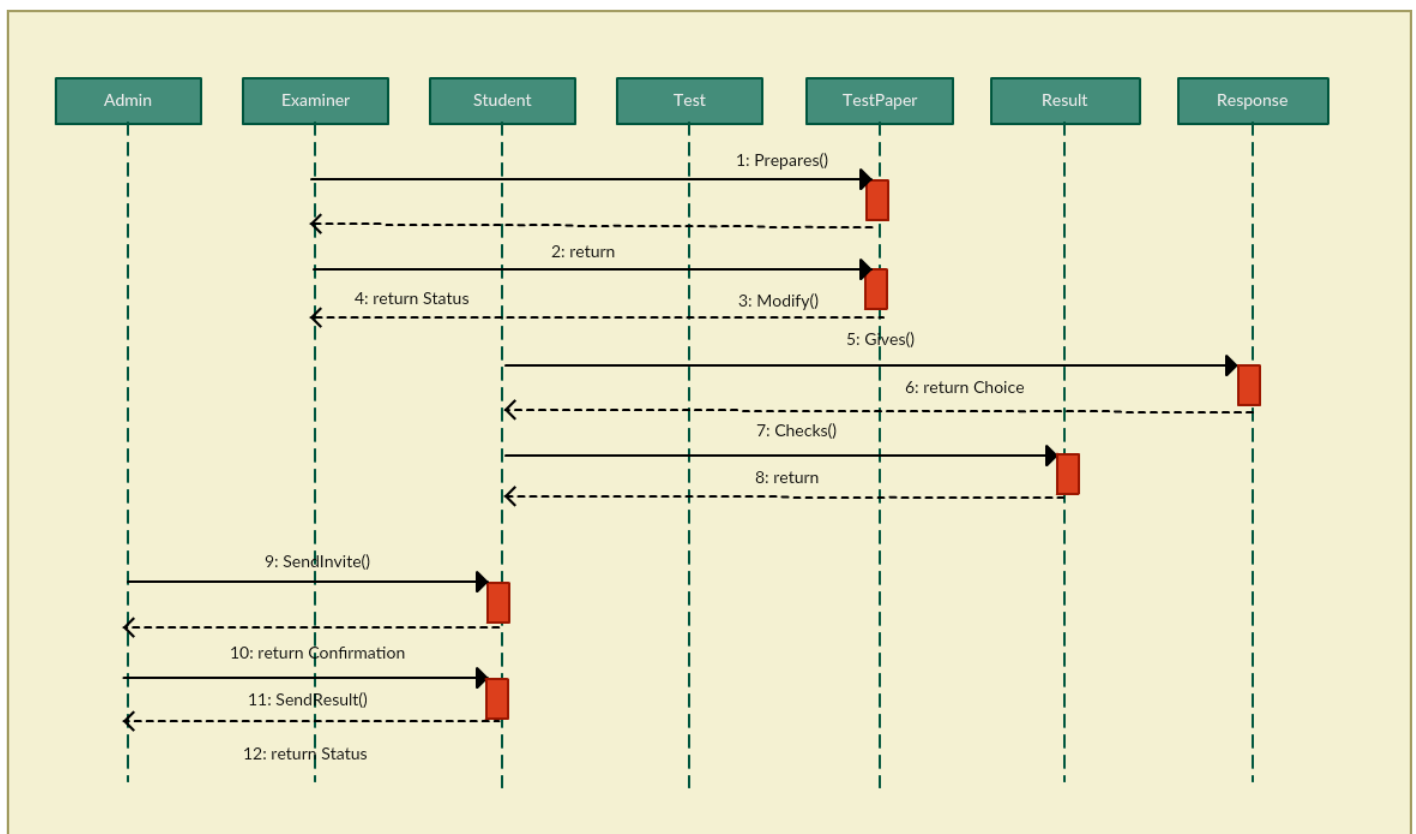 Admin
Examiner
Student
Test
TestPaper
Result
Response
1: Prepares()
2: return
4: return Status
3: Modify()
5: Gives()
6: return Choice
7: Checks()
8: return
9: SendInvite()
10: return Confirmation
11: SendResult()
12: return Status